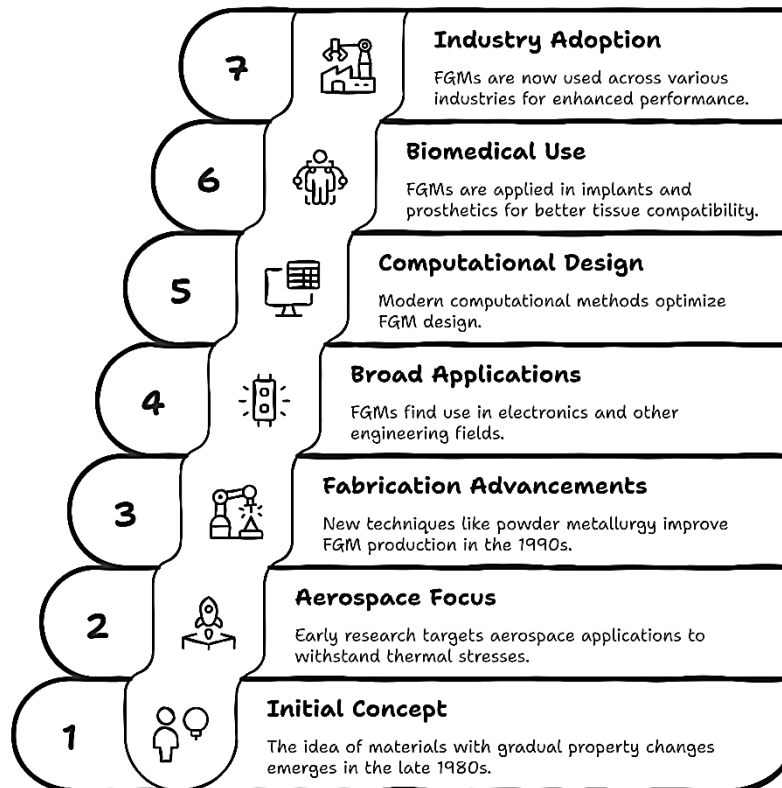 7
Industry Adoption
FGMs are now used across various
industries for enhanced performance.
6
Biomedical Use
FGMs are applied in implants and
prosthetics for better tissue compatibility.
5
Computational Design
Modern computational methods optimize
FGM design.
4
Broad Applications
FGMs find use in electronics and other
engineering fields.
3
Fabrication Advancements
New techniques like powder metallurgy improve
FGM production in the 1990s.
2
Aerospace Focus
Early research targets aerospace applications to
withstand thermal stresses.
1
Initial Concept
The idea of materials with gradual property changes
emerges in the late 1980s.